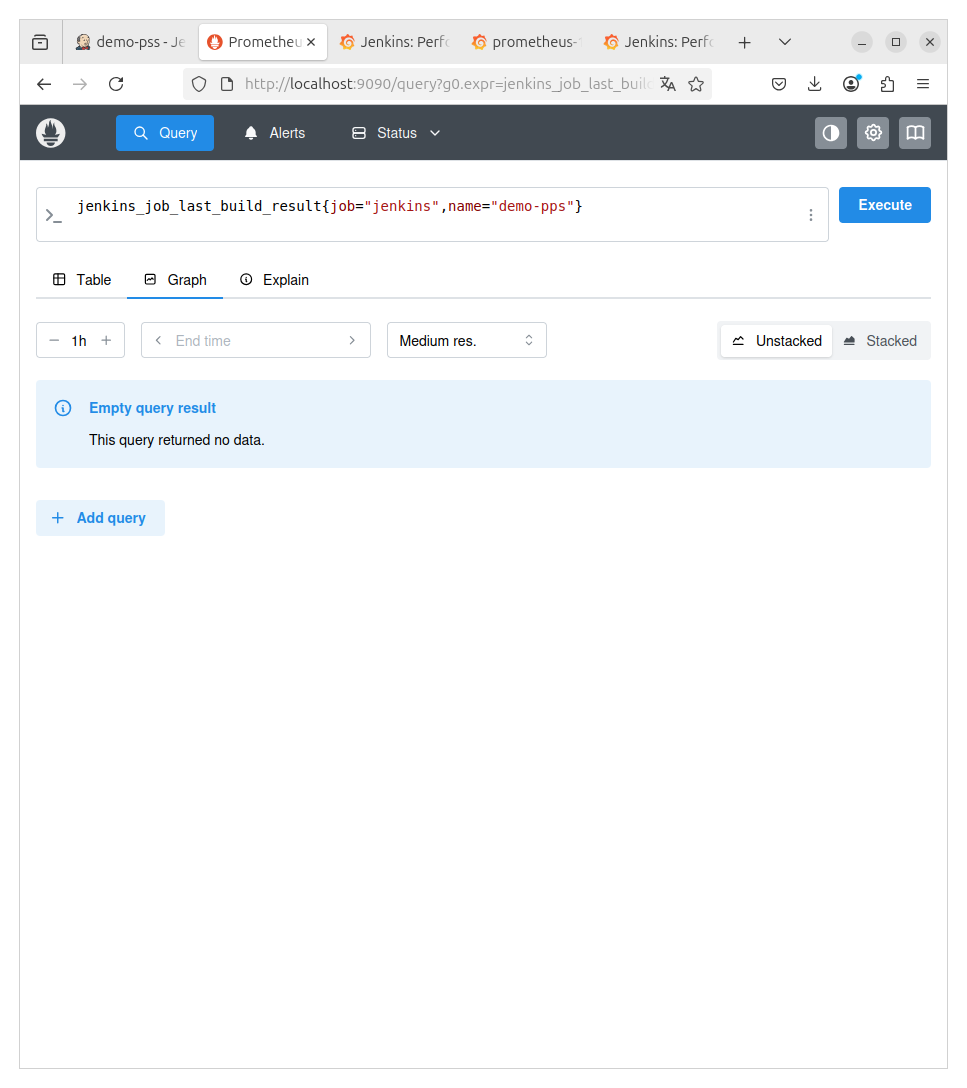 demo-pss - Je
Prometheu
Jenkins: Perfo
prometheus-
Jenkins: Perfo
http://localhost:9090/query?g0.expr=jenkins_job_last_buil
Query
Alerts
Status
jenkins_job_last_build_result{job="jenkins",name="demo-pps"}
Execute
Table
Graph
Explain
1h
End time
Medium res.
Unstacked
Stacked
Empty query result
This query returned no data.
Add query